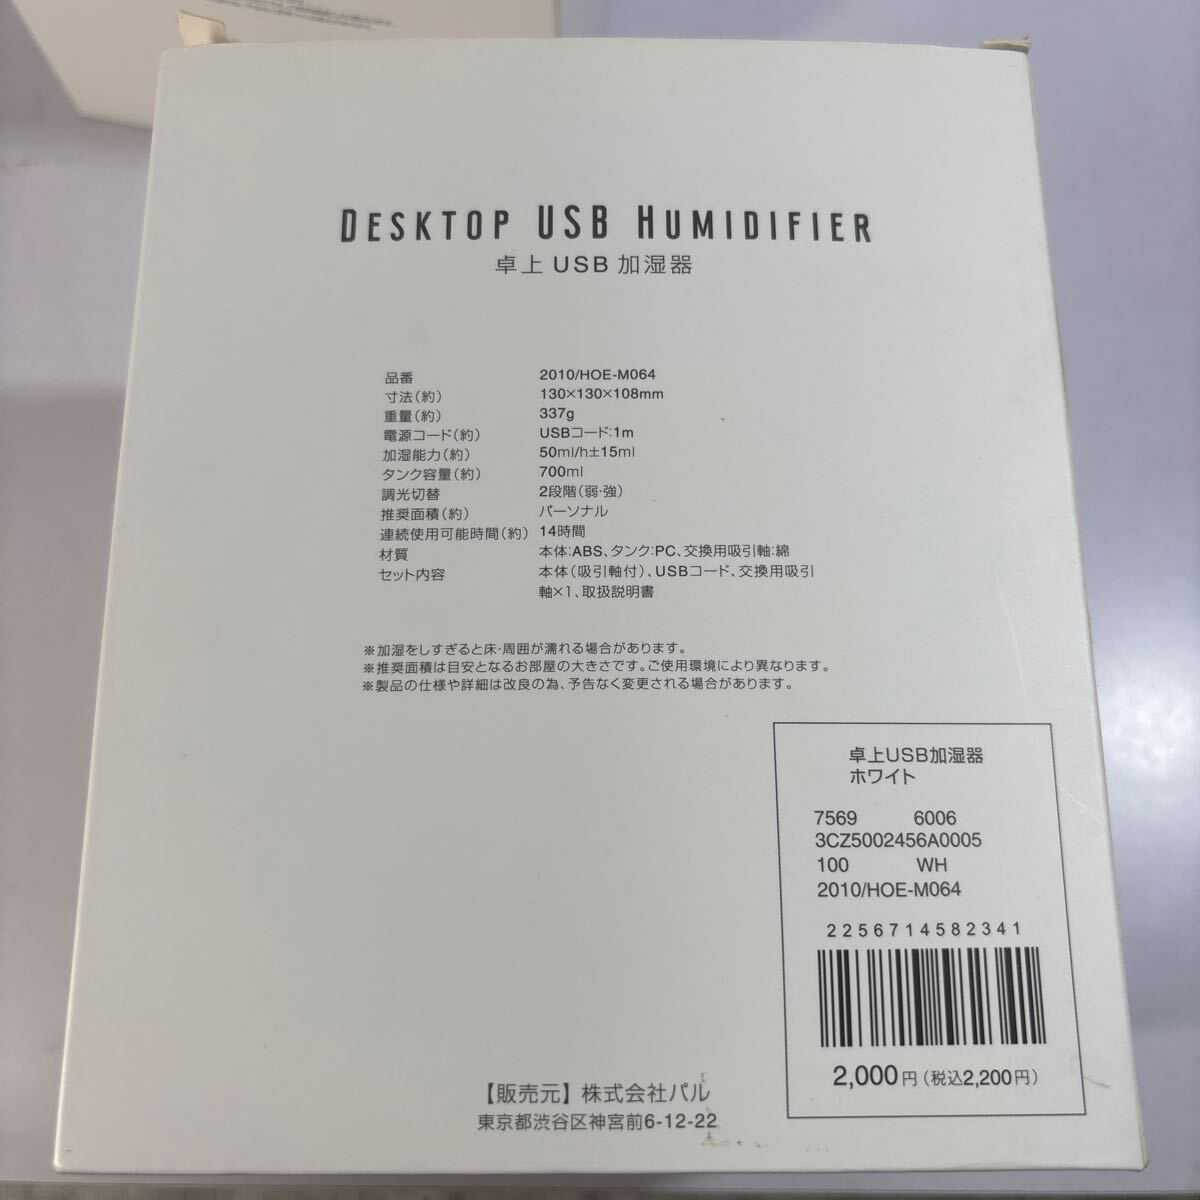 DESKTOP USB HUMIDIFIER
卓上 USB 加湿器
品番 2010/HOE-M064
寸法(約) 130×130×108mm
重量(約) 337g
電源コード(約) USBコード:1m
加湿能力(約) 50ml/h±15ml
タンク容量(約) 700ml
調光切替 2段階(弱・強)
推奨面積(約) パーソナル
連続使用可能時間(約) 14時間
材質 本体:ABS、タンク:PC、交換用吸引軸:綿
セット内容 本体(吸引軸付)、USBコード、交換用吸引
軸×1、取扱説明書
※加湿をしすぎると床・周囲が濡れる場合があります。
※推奨面積は目安となるお部屋の大きさです。ご使用環境により異なります。
※製品の仕様や詳細は改良の為、予告なく変更される場合があります。
卓上USB加湿器
ホワイト
7569 6006
3CZ5002456A0005
100 WH
2010/HOE-M064
2256714582341
2,000円(税込2,200円)
【販売元】株式会社パル
東京都渋谷区神宮前6-12-22